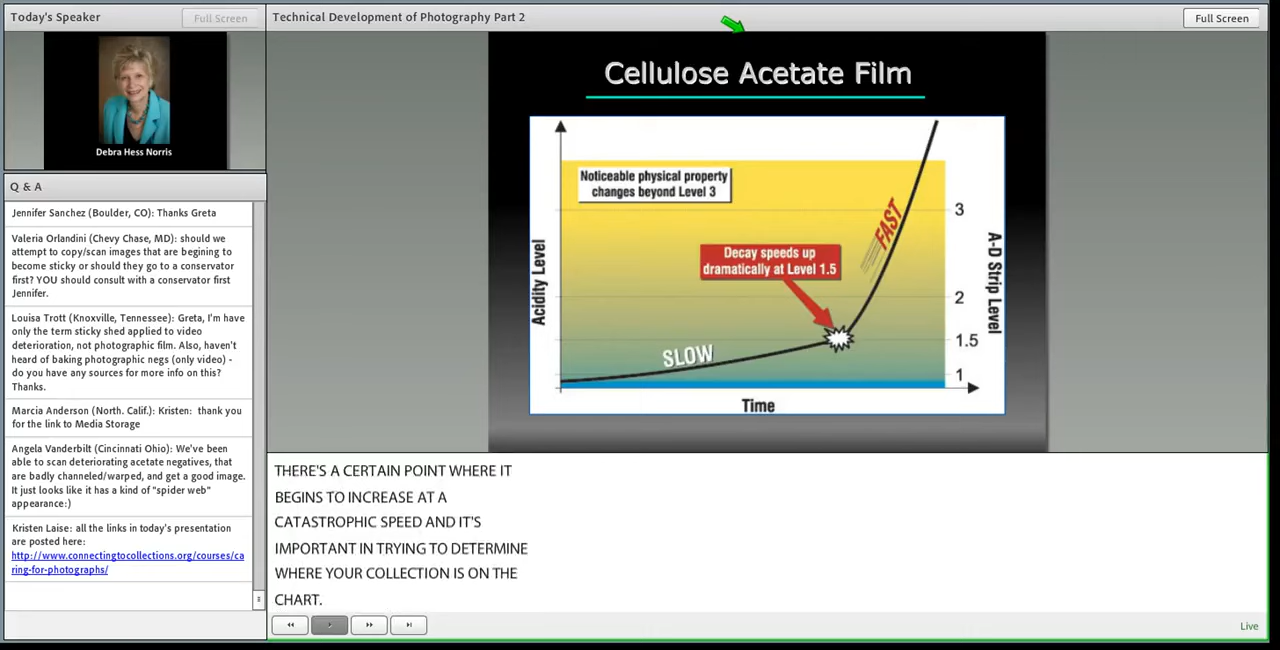 Today's Speaker
Full Screen
Debra Hess Norris
Q & A
Jennifer Sanchez (Boulder, CO): Thanks Greta
Valeria Orlandini (Chevy Chase, MD): should we
attempt to copy/scan images that are begining to
become sticky or should they go to a conservator
first? YOU should consult with a conservator first
Jennifer.
Louisa Trott (Knoxville, Tennessee): Greta, I'm have
only the term sticky shed applied to video
deterioration, not photographic film. Also, haven't
heard of baking photographic negs (only video) -
do you have any sources for more info on this?
Thanks.
Marcia Anderson (North. Calif.): Kristen:  thank you
for the link to Media Storage
Angela Vanderbilt (Cincinnati Ohio): We've been
able to scan deteriorating acetate negatives, that
are badly channeled/warped, and get a good image.
It just looks like it has a kind of "spider web"
appearance:)
Kristen Laise: all the links in today's presentation
are posted here:
http://www.connectingtocollections.org/courses/ca
ring-for-photographs/
Technical Development of Photography Part 2
Full Screen
Cellulose Acetate Film
Noticeable physical property
changes beyond Level 3
Decay speeds up
dramatically at Level 1.5
FAST
SLOW
Acidity Level
3
2
1.5
1
A-D Strip Level
Time
THERE'S A CERTAIN POINT WHERE IT
BEGINS TO INCREASE AT A
CATASTROPHIC SPEED AND IT'S
IMPORTANT IN TRYING TO DETERMINE
WHERE YOUR COLLECTION IS ON THE
CHART.
Live